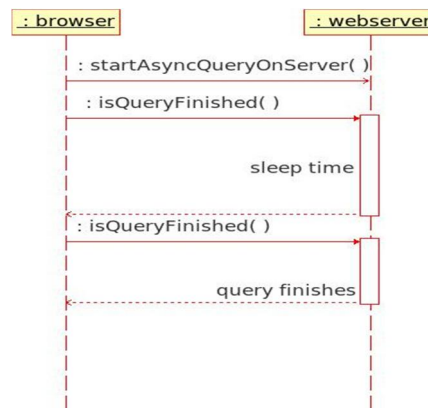 : browser
: webserver
: startAsyncQueryOnServer( )
: isQueryFinished( )
sleep time
: isQueryFinished( )
query finishes